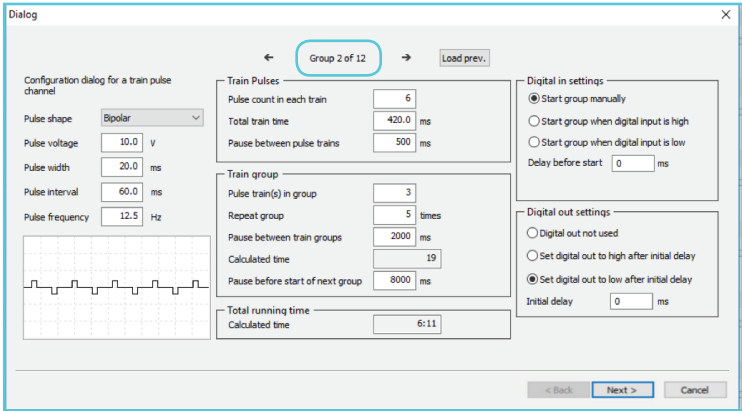 Dialog
Group 2 of 12
Load prev.
Configuration dialog for a train pulse
channel
Pulse shape Bipolar
Pulse voltage 10.0 V
Pulse width 20.0 ms
Pulse interval 60.0 ms
Pulse frequency 12.5 Hz
Train Pulses
Pulse count in each train 6
Total train time 420.0 ms
Pause between pulse trains 500 ms
Train group
Pulse train(s) in group 3
Repeat group 5 times
Pause between train groups 2000 ms
Calculated time 19
Pause before start of next group 8000 ms
Total running time
Calculated time 6:11
Digital in settings
Start group manually
Start group when digital input is high
Start group when digital input is low
Delay before start 0 ms
Digital out settings
Digital out not used
Set digital out to high after initial delay
Set digital out to low after initial delay
Initial delay 0 ms
< Back Next > Cancel